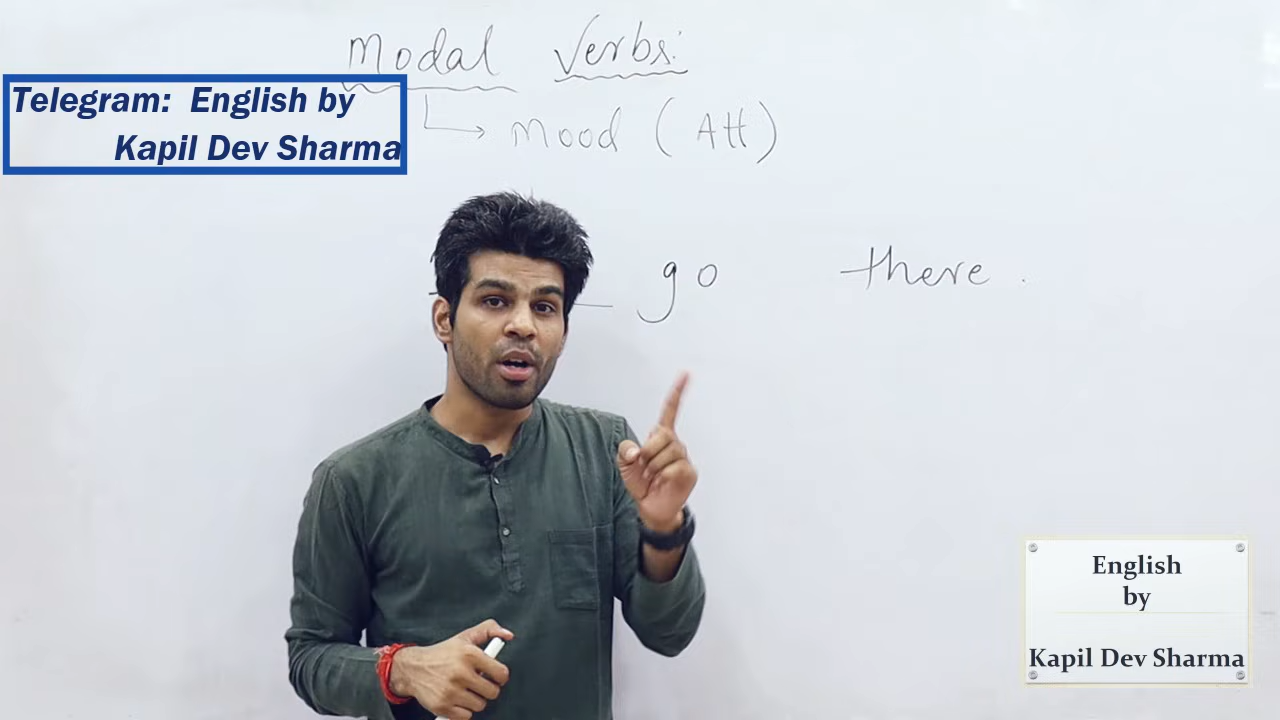 Modal Verbs:
Telegram: English by
Kapil Dev Sharma
Mood (Att)
go there.
English
by
Kapil Dev Sharma